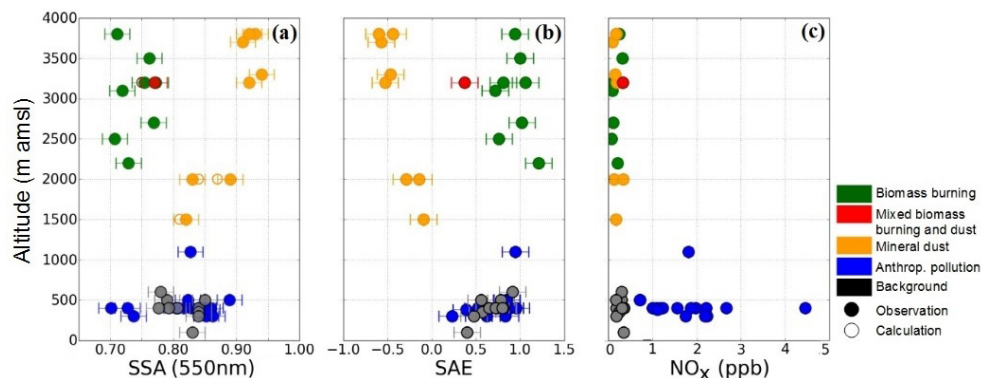 Altitude (m amsl)
4000
3500
3000
2500
2000
1500
1000
500
0
(a)
0.70 0.80 0.90 1.00
SSA (550nm)
(b)
−1.0 −0.5 0.0 0.5 1.0 1.5
SAE
(c)
0 1 2 3 4 5
NOX (ppb)
Biomass burning
Mixed biomass
burning and dust
Mineral dust
Anthrop. pollution
Background
Observation
Calculation